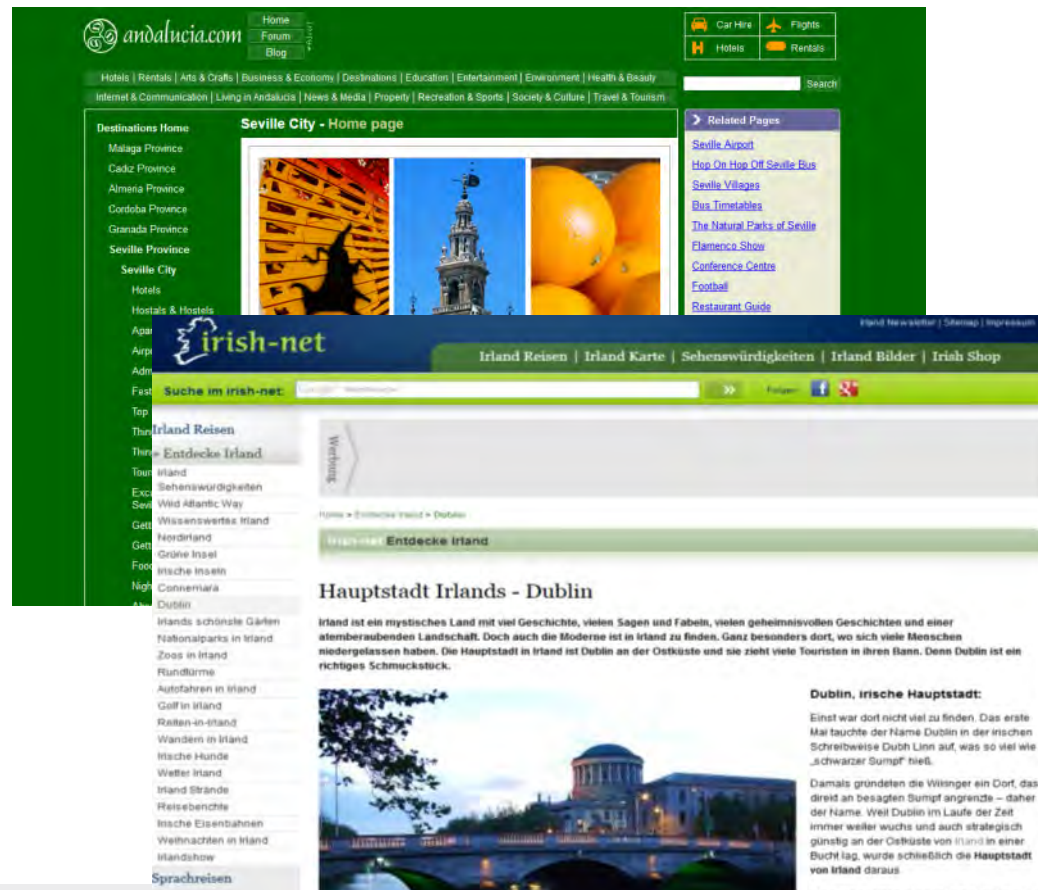 andalucia.com
Home
Forum
Blog
Car Hire
Flights
Hotels
Rentals
Hotels | Rentals | Arts & Crafts | Business & Economy | Destinations | Education | Entertainment | Environment | Health & Beauty
Internet & Communication | Living in Andalucia | News & Media | Property | Recreation & Sports | Society & Culture | Travel & Tourism
Search
Destinations Home
Malaga Province
Cadiz Province
Almeria Province
Cordoba Province
Granada Province
Seville Province
Seville City
Hotels
Hostals & Hostels
Seville City - Home page
Related Pages
Seville Airport
Hop On Hop Off Seville Bus
Seville Villages
Bus Timetables
The Natural Parks of Seville
Flamenco Show
Conference Centre
Football
Restaurant Guide
irish-net
Irland Newsletter | Sitemap | Impressum
Irland Reisen | Irland Karte | Sehenswürdigkeiten | Irland Bilder | Irish Shop
Suche im irish-net:
Irland Reisen
» Entdecke Irland
Irland
Sehenswürdigkeiten
Wild Atlantic Way
Wissenswertes Irland
Nordirland
Grüne Insel
Irische Inseln
Connemara
Dublin
Irlands schönste Gärten
Nationalparks in Irland
Zoos in Irland
Rundtürme
Autofahren in Irland
Golf in Irland
Reiten-in-Irland
Wandern in Irland
Irische Hunde
Wetter Irland
Irland Strände
Reiseberichte
Irische Eisenbahnen
Weihnachten in Irland
Irlandshow
Sprachreisen
Werbung
Home » Entdecke Irland » Dublin
irish-net Entdecke Irland
Hauptstadt Irlands - Dublin
Irland ist ein mystisches Land mit viel Geschichte, vielen Sagen und Fabeln, vielen geheimnisvollen Geschichten und einer
atemberaubenden Landschaft. Doch auch die Moderne ist in Irland zu finden. Ganz besonders dort, wo sich viele Menschen
niedergelassen haben. Die Hauptstadt in Irland ist Dublin an der Ostküste und sie zieht viele Touristen in ihren Bann. Denn Dublin ist ein
richtiges Schmuckstück.
Dublin, irische Hauptstadt:
Einst war dort nicht viel zu finden. Das erste
Mal tauchte der Name Dublin in der irischen
Schreibweise Dubh Linn auf, was so viel wie
„schwarzer Sumpf" hieß.
Damals gründeten die Wikinger ein Dorf, das
direkt an besagten Sumpf angrenzte – daher
der Name. Weil Dublin im Laufe der Zeit
immer weiter wuchs und auch strategisch
günstig an der Ostküste von Irland in einer
Bucht lag, wurde schließlich die Hauptstadt
von Irland daraus